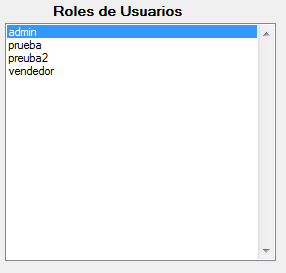 Roles de Usuarios
admin
prueba
preuba2
vendedor